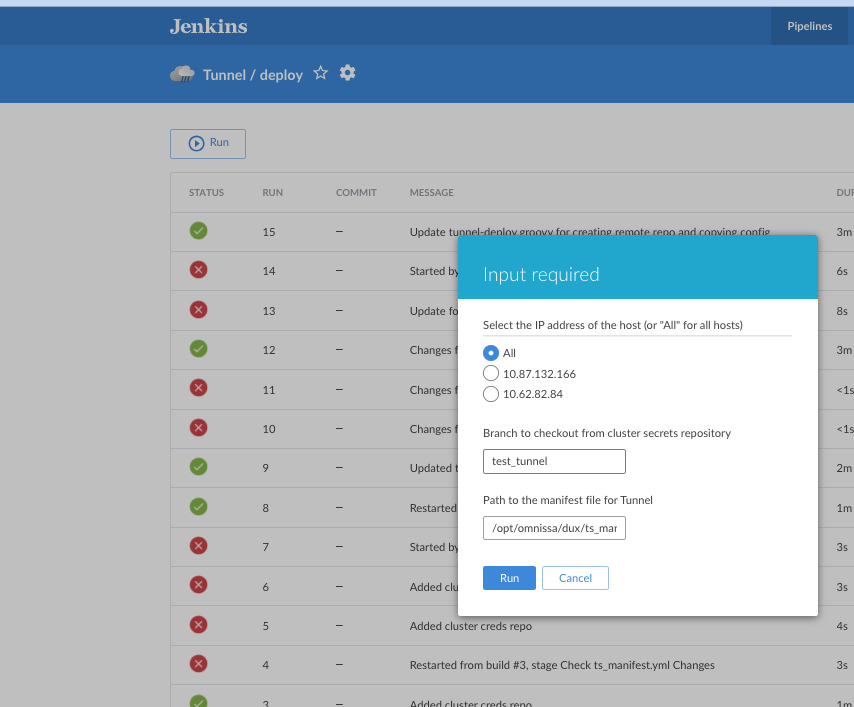 Jenkins
Pipelines
Tunnel / deploy
Run
STATUS RUN COMMIT MESSAGE
15 – Update tunnel-deploy.groovy for creating remote repo and copying config 3m
14 – Started by 6s
13 – Update fo 8s
12 – Changes f 3m
11 – Changes f <1s
10 – Changes f <1s
9 – Updated t 2m
8 – Restarted 1m
7 – Started by 3s
6 – Added clu 3s
5 – Added cluster creds repo 4s
4 – Restarted from build #3, stage Check ts_manifest.yml Changes 3s
3 – Added cluster creds repo 1m
Input required
Select the IP address of the host (or "All" for all hosts)
All
10.87.132.166
10.62.82.84
Branch to checkout from cluster secrets repository
test_tunnel
Path to the manifest file for Tunnel
/opt/omnissa/dux/ts_mar
Run Cancel